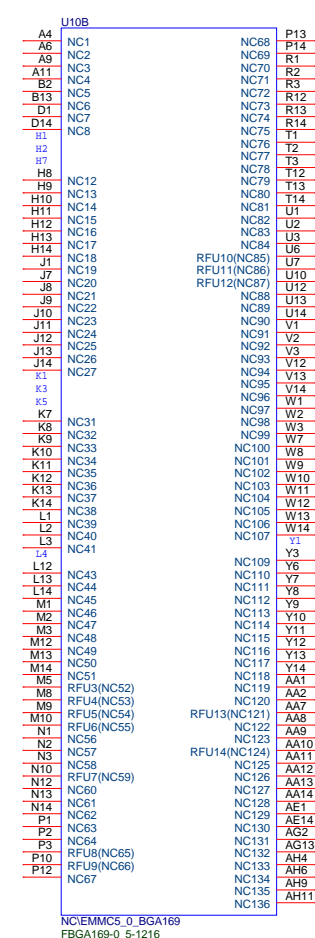 U10B
A4 NC1 NC68 P13
A6 NC2 NC69 P14
A9 NC3 NC70 R1
A11 NC4 NC71 R2
B2 NC5 NC72 R3
B13 NC6 NC73 R12
D1 NC7 NC74 R13
D14 NC8 NC75 R14
H1 NC76 T1
H2 NC77 T2
H7 NC78 T3
H8 NC12 NC79 T12
H9 NC13 NC80 T13
H10 NC14 NC81 T14
H11 NC15 NC82 U1
H12 NC16 NC83 U2
H13 NC17 NC84 U3
H14 NC18 RFU10(NC85) U6
J1 NC19 RFU11(NC86) U7
J7 NC20 RFU12(NC87) U10
J8 NC21 NC88 U12
J9 NC22 NC89 U13
J10 NC23 NC90 U14
J11 NC24 NC91 V1
J12 NC25 NC92 V2
J13 NC26 NC93 V3
J14 NC27 NC94 V12
K1 NC95 V13
K3 NC96 V14
K5 NC97 W1
K7 NC31 NC98 W2
K8 NC32 NC99 W3
K9 NC33 NC100 W7
K10 NC34 NC101 W8
K11 NC35 NC102 W9
K12 NC36 NC103 W10
K13 NC37 NC104 W11
K14 NC38 NC105 W12
L1 NC39 NC106 W13
L2 NC40 NC107 W14
L3 NC41 Y1
L4 NC109 Y3
L12 NC43 NC110 Y6
L13 NC44 NC111 Y7
L14 NC45 NC112 Y8
M1 NC46 NC113 Y9
M2 NC47 NC114 Y10
M3 NC48 NC115 Y11
M12 NC49 NC116 Y12
M13 NC50 NC117 Y13
M14 NC51 NC118 Y14
M5 RFU3(NC52) NC119 AA1
M8 RFU4(NC53) NC120 AA2
M9 RFU5(NC54) RFU13(NC121) AA7
M10 RFU6(NC55) NC122 AA8
N1 NC56 NC123 AA9
N2 NC57 RFU14(NC124) AA10
N3 NC58 NC125 AA11
N10 RFU7(NC59) NC126 AA12
N12 NC60 NC127 AA13
N13 NC61 NC128 AA14
N14 NC62 NC129 AE1
P1 NC63 NC130 AE14
P2 NC64 NC131 AG2
P3 RFU8(NC65) NC132 AG13
P10 RFU9(NC66) NC133 AH4
P12 NC67 NC134 AH6
NC135 AH9
NC136 AH11
NC\EMMC5_0_BGA169
FBGA169-0_5-1216